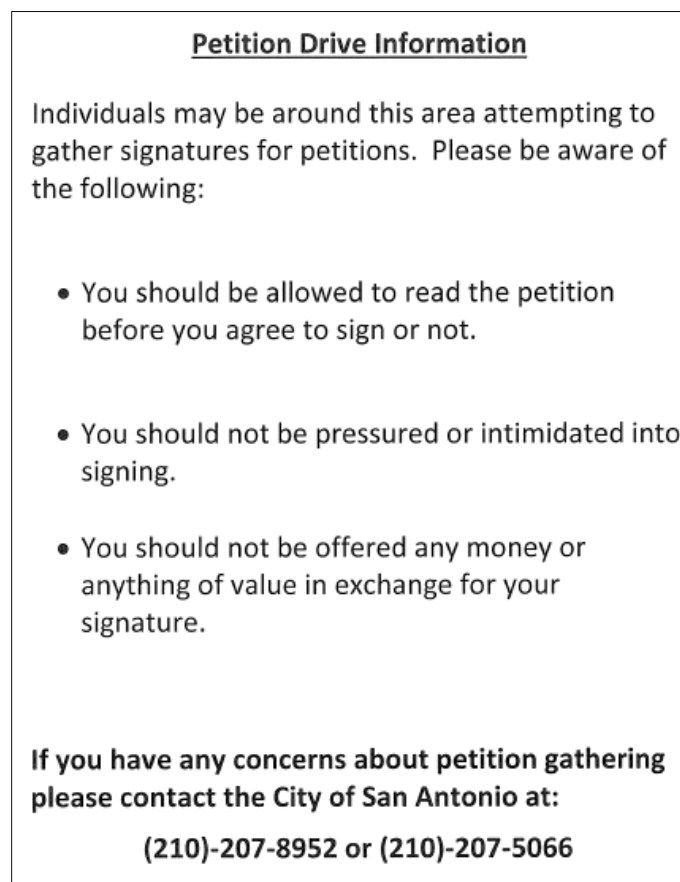 Petition Drive Information
Individuals may be around this area attempting to
gather signatures for petitions.  Please be aware of
the following:
• You should be allowed to read the petition
before you agree to sign or not.
• You should not be pressured or intimidated into
signing.
• You should not be offered any money or
anything of value in exchange for your
signature.
If you have any concerns about petition gathering
please contact the City of San Antonio at:
(210)-207-8952 or (210)-207-5066